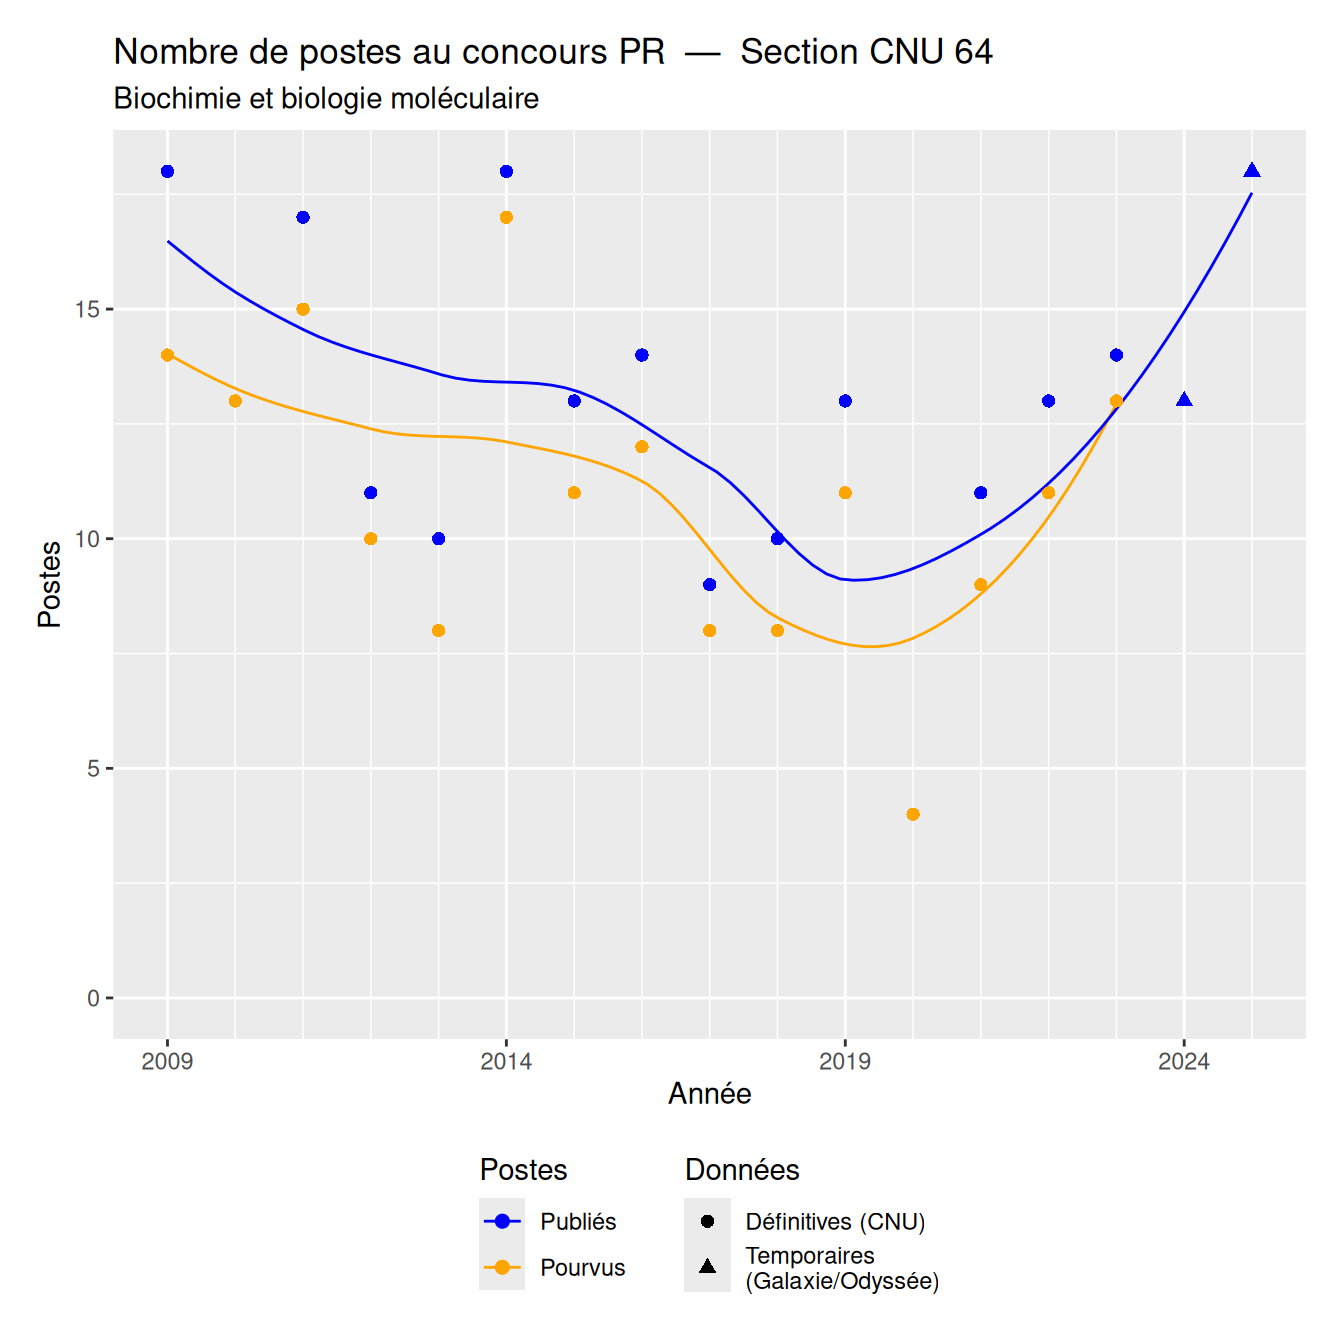 Nombre de postes au concours PR — Section CNU 64
Biochimie et biologie moléculaire
Postes
15
10
5
0
2009
2014
2019
2024
Année
Postes
Publiés
Pourvus
Données
Définitives (CNU)
Temporaires
(Galaxie/Odyssée)